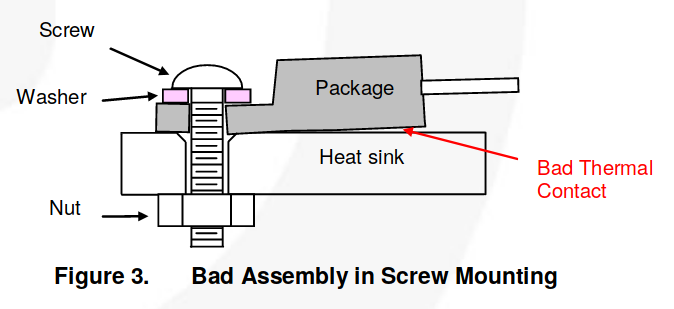 Screw
Washer
Package
Heat sink
Bad Thermal
Contact
Nut
Figure 3. Bad Assembly in Screw Mounting